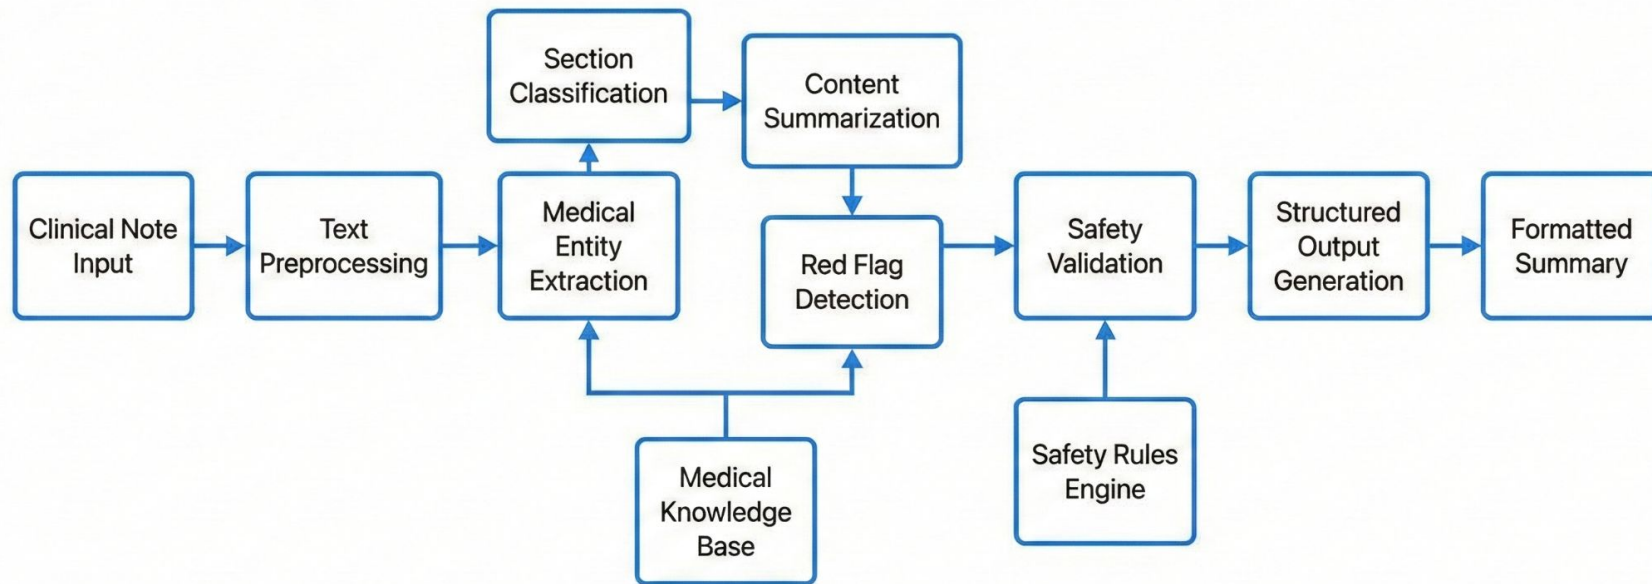 Section
Classification
Content
Summarization
Clinical Note
Input
Text
Preprocessing
Medical
Entity
Extraction
Red Flag
Detection
Safety
Validation
Structured
Output
Generation
Formatted
Summary
Medical
Knowledge
Base
Safety Rules
Engine